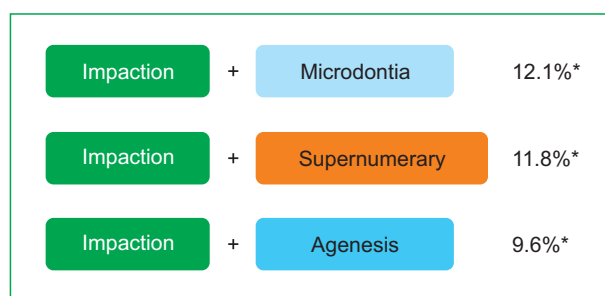 Impaction + Microdontia 12.1%*
Impaction + Supernumerary 11.8%*
Impaction + Agenesis 9.6%*